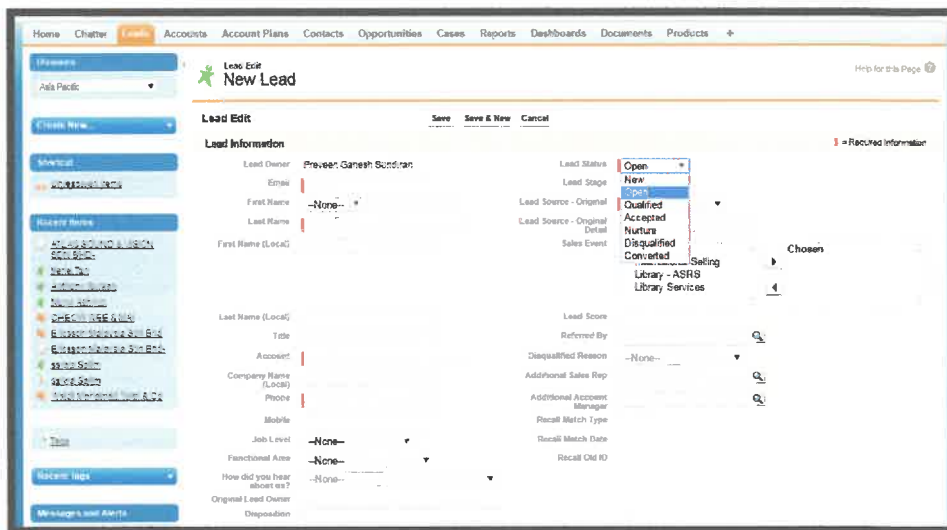 Home Chatter Leads Accounts Account Plans Contacts Opportunities Cases Reports Dashboards Documents Products +
Asia Pacific
Lead Edit
New Lead
Help for this Page
Create New...
Lead Edit
Save Save & New Cancel
Lead Information
= Required Information
Shortcut
Unresolved Items
Recent Items
Recent Tags
Tags
Messages and Alerts
Lead Owner
Email
First Name
--None--
Last Name
First Name (Local)
Last Name (Local)
Title
Account
Company Name
(Local)
Phone
Mobile
Job Level
--None--
Functional Area
--None--
How did you hear
about us?
--None--
Original Lead Owner
Disposition
Lead Status
Open
New
Open
Qualified
Accepted
Nurture
Disqualified
Converted
Lead Stage
Lead Source - Original
Lead Source - Original
Detail
Sales Event
Selling
Library - ASRS
Library Services
Chosen
Lead Score
Referred By
Disqualified Reason
--None--
Additional Sales Rep
Additional Account
Manager
Recall Match Type
Recall Match Date
Recall Old ID